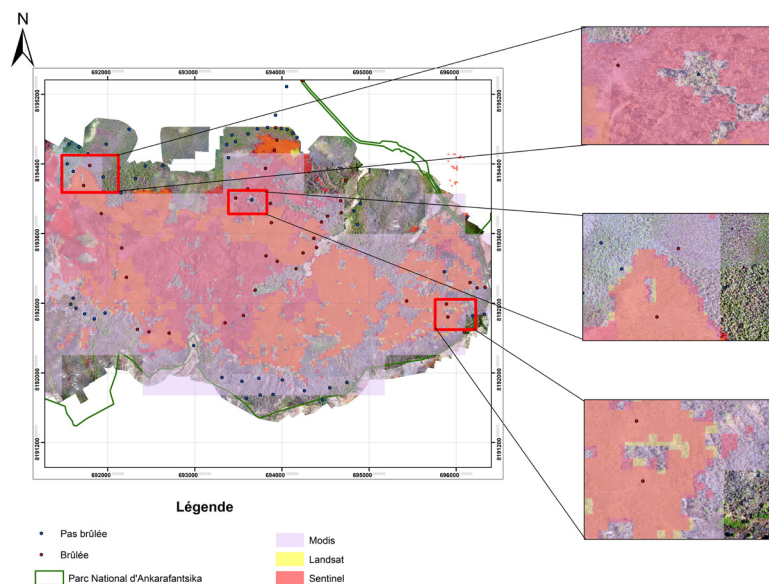 N
692000 693000 694000 695000 696000
8195200 8195200
8194400 8194400
8193600 8193600
8192800 8192800
8192000 8192000
8191200 8191200
692000 693000 694000 695000 696000
Légende
Pas brûlée
Brûlée
Parc National d'Ankarafantsika
Modis
Landsat
Sentinel